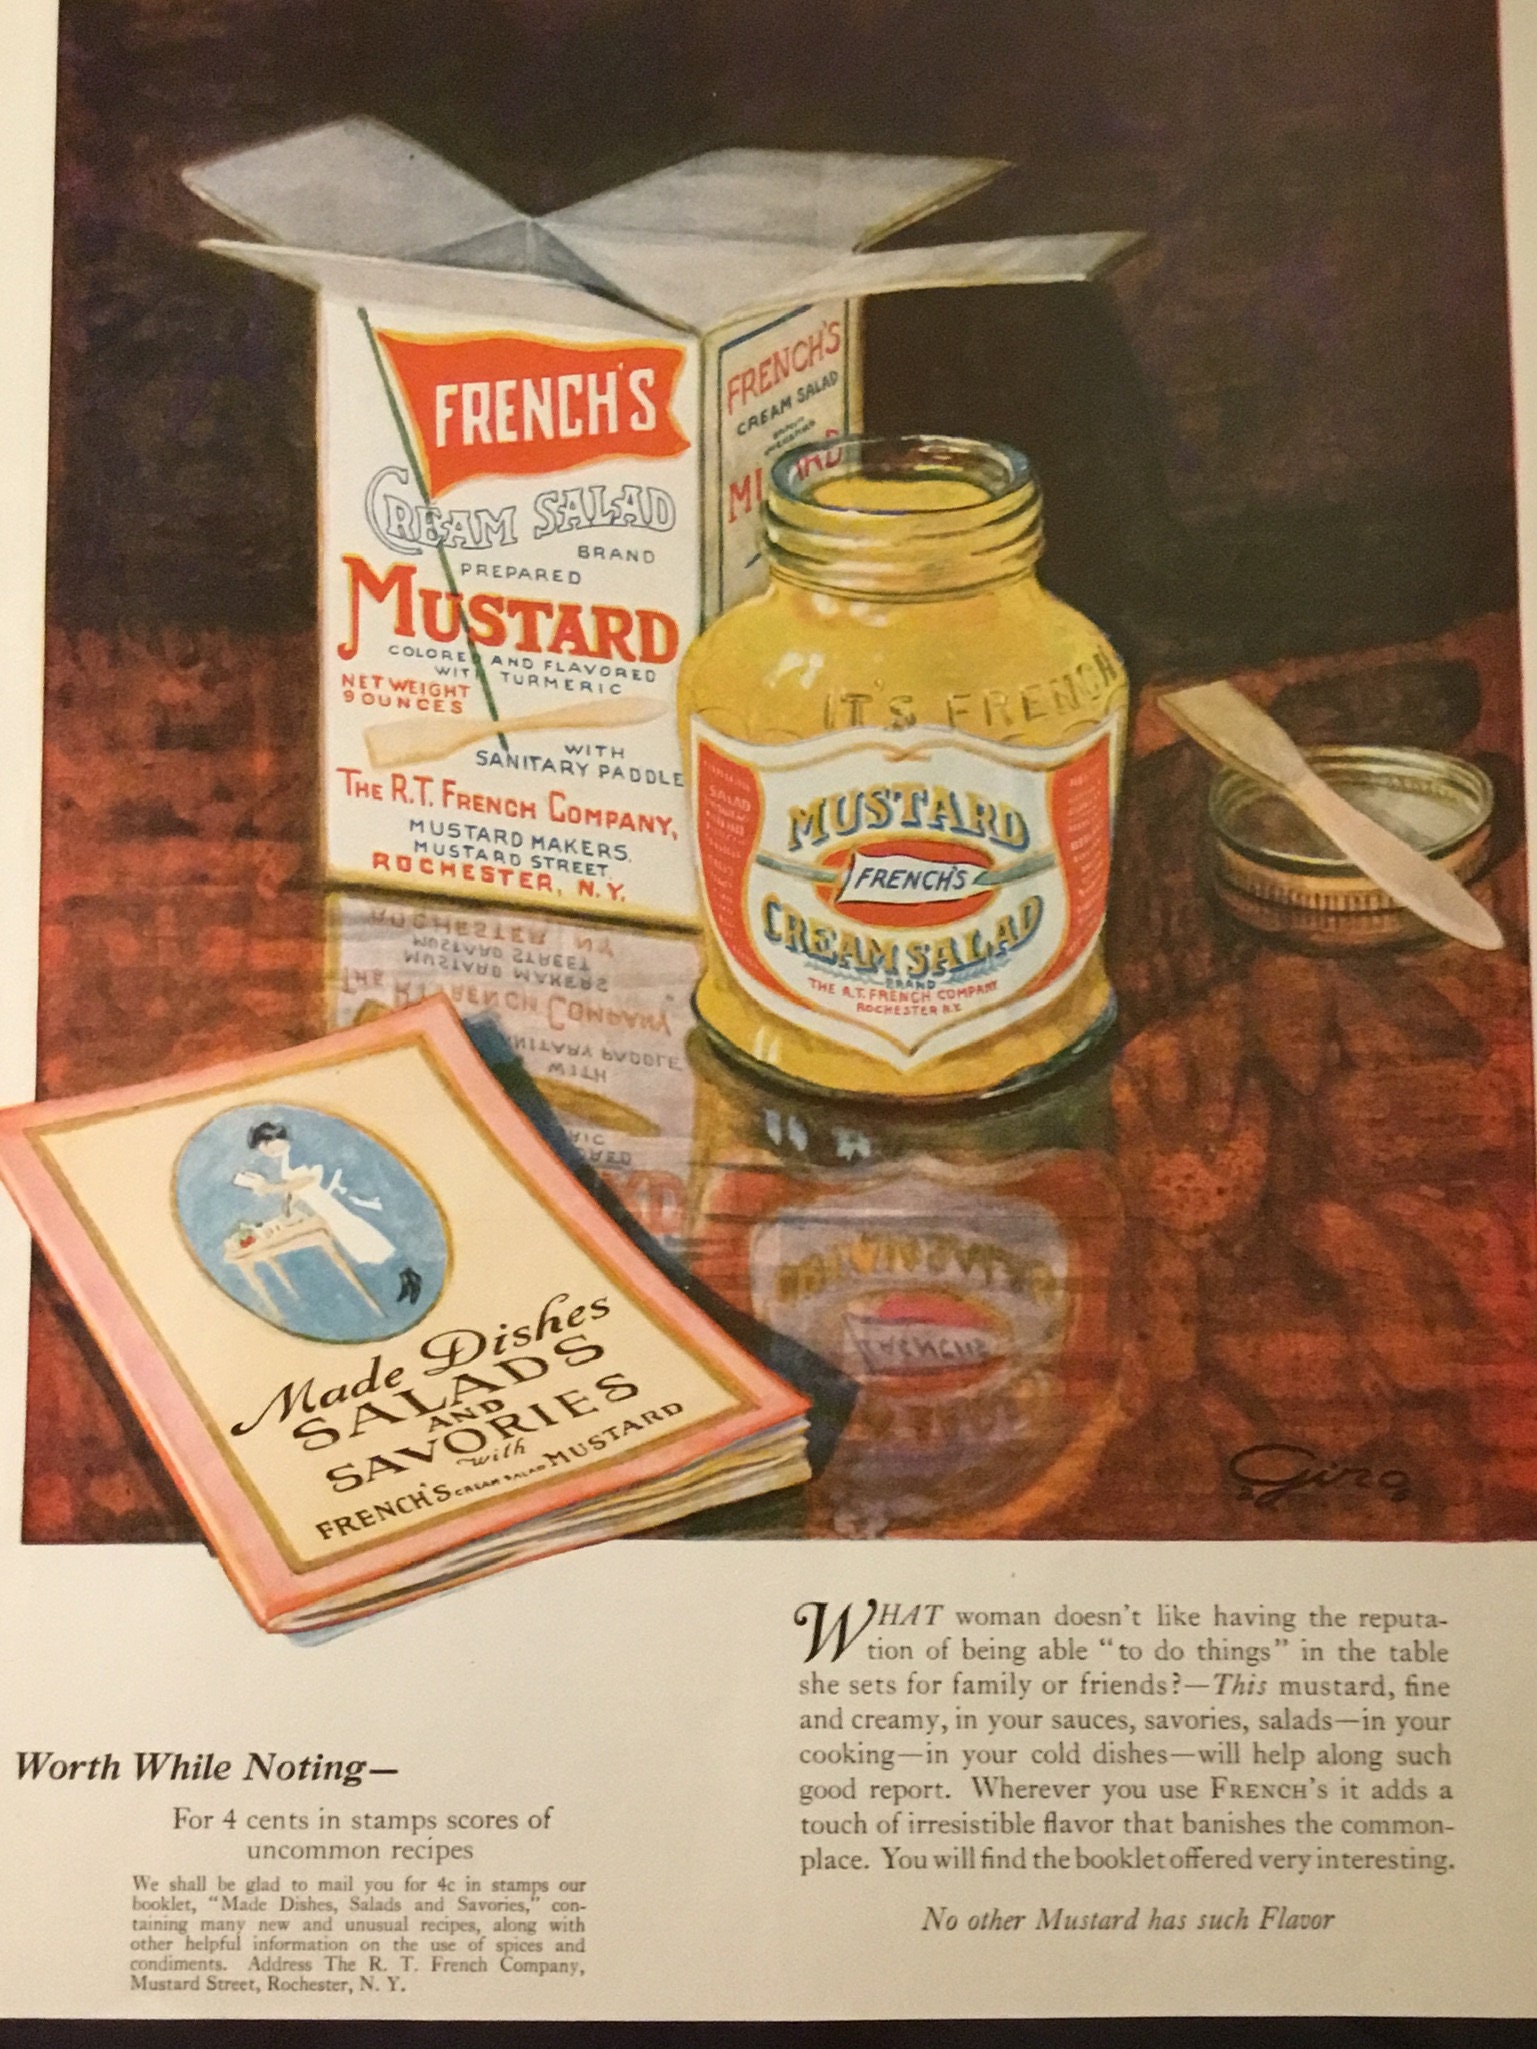 FRENCH'S
CREAM SALAD
BRAND
PREPARED
MUSTARD
COLORED AND FLAVORED
WITH TURMERIC
NET WEIGHT
9 OUNCES
WITH
SANITARY PADDLE
THE R.T. FRENCH COMPANY,
MUSTARD MAKERS,
MUSTARD STREET,
ROCHESTER, N.Y.
FRENCH'S
CREAM SALAD
IT'S FRENCH
MUSTARD
FRENCH'S
CREAM SALAD
BRAND
THE R.T. FRENCH COMPANY
ROCHESTER N.Y.
SALAD
Made Dishes
SALADS
AND
SAVORIES
with
FRENCH'S CREAM SALAD MUSTARD
WHAT woman doesn't like having the reputa-
tion of being able "to do things" in the table
she sets for family or friends?—This mustard, fine
and creamy, in your sauces, savories, salads—in your
cooking—in your cold dishes—will help along such
good report. Wherever you use FRENCH's it adds a
touch of irresistible flavor that banishes the common-
place. You will find the booklet offered very interesting.
No other Mustard has such Flavor
Worth While Noting—
For 4 cents in stamps scores of
uncommon recipes
We shall be glad to mail you for 4c in stamps our
booklet, "Made Dishes, Salads and Savories," con-
taining many new and unusual recipes, along with
other helpful information on the use of spices and
condiments. Address The R. T. French Company,
Mustard Street, Rochester, N. Y.